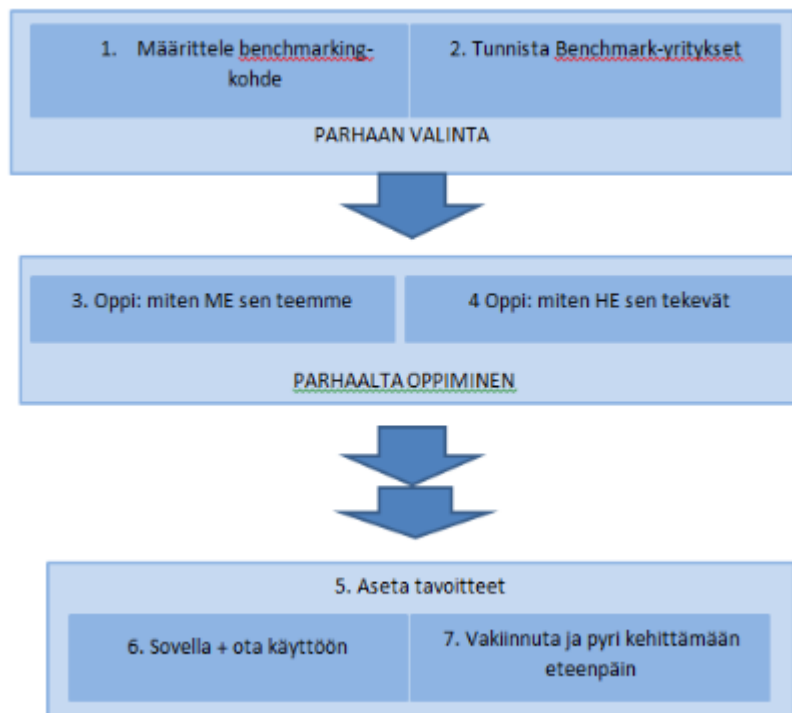 1. Määrittele benchmarking-
kohde
2. Tunnista Benchmark-yritykset
PARHAAN VALINTA
3. Oppi: miten ME sen teemme
4 Oppi: miten HE sen tekevät
PARHAALTA OPPIMINEN
5. Aseta tavoitteet
6. Sovella + ota käyttöön
7. Vakiinnuta ja pyri kehittämään
eteenpäin